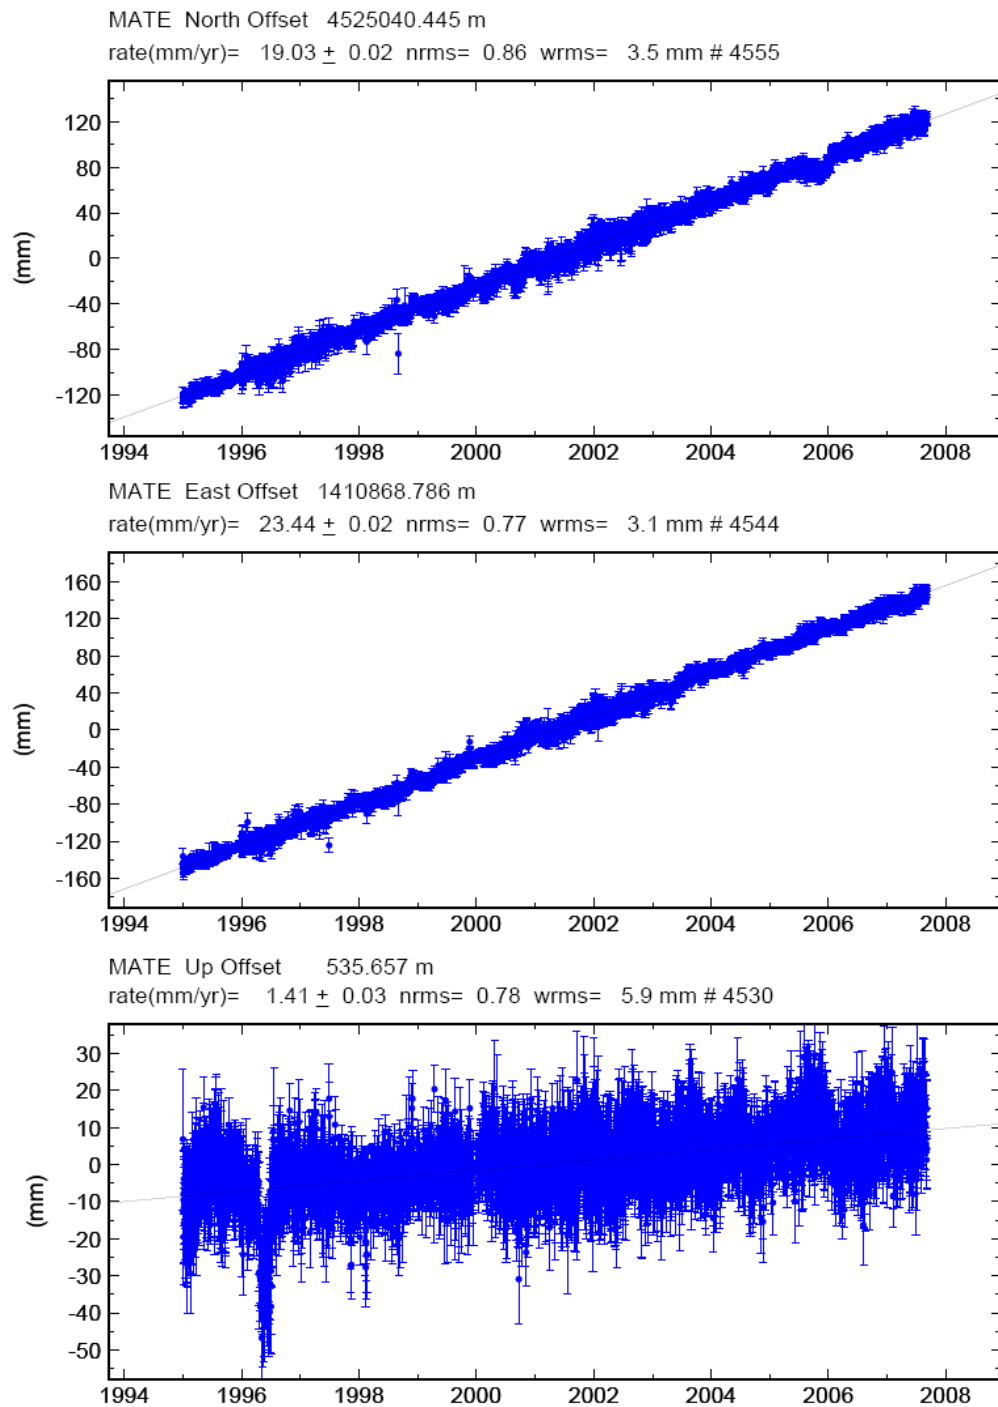 MATE North Offset 4525040.445 m
rate(mm/yr)= 19.03 ± 0.02 nrms= 0.86 wrms= 3.5 mm # 4555
120
80
40
0
-40
-80
-120
(mm)
1994 1996 1998 2000 2002 2004 2006 2008
MATE East Offset 1410868.786 m
rate(mm/yr)= 23.44 ± 0.02 nrms= 0.77 wrms= 3.1 mm # 4544
160
120
80
40
0
-40
-80
-120
-160
(mm)
1994 1996 1998 2000 2002 2004 2006 2008
MATE Up Offset 535.657 m
rate(mm/yr)= 1.41 ± 0.03 nrms= 0.78 wrms= 5.9 mm # 4530
30
20
10
0
-10
-20
-30
-40
-50
(mm)
1994 1996 1998 2000 2002 2004 2006 2008